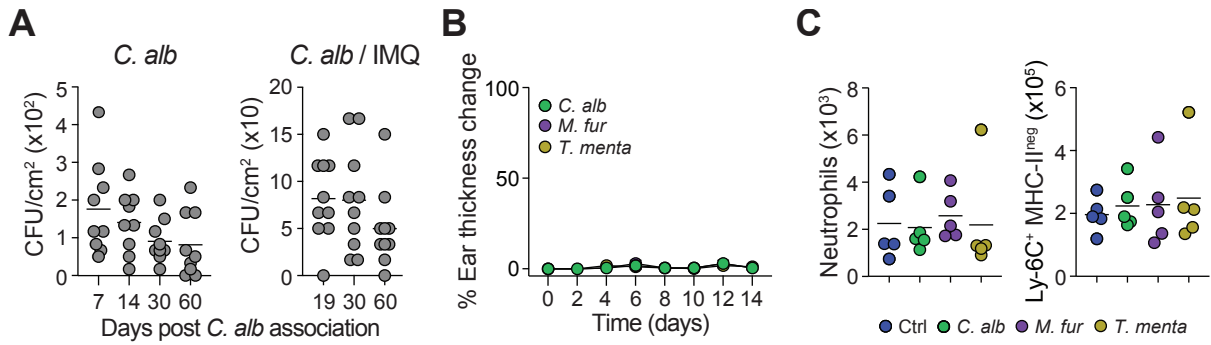 A
C. alb
CFU/cm² (x10²)
5
4
3
2
1
0
7 14 30 60
C. alb / IMQ
CFU/cm² (x10)
20
15
10
5
0
19 30 60
Days post C. alb association
B
% Ear thickness change
100
50
0
C. alb
M. fur
T. menta
0 2 4 6 8 10 12 14
Time (days)
C
Neutrophils (x10³)
8
6
4
2
0
Ly-6C⁺ MHC-IIⁿᵉᵍ (x10⁵)
6
4
2
0
Ctrl C. alb M. fur T. menta